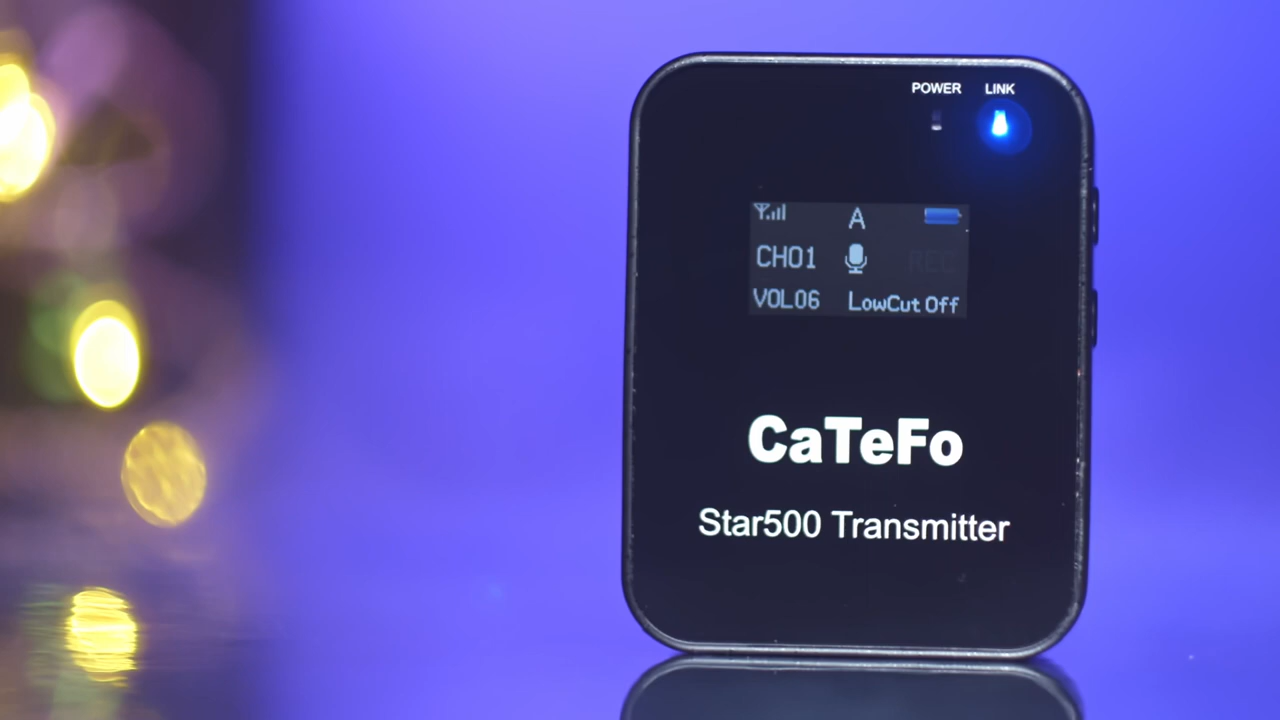 POWER LINK
A
CH01 REC
VOL06 LowCut Off
CaTeFo
Star500 Transmitter